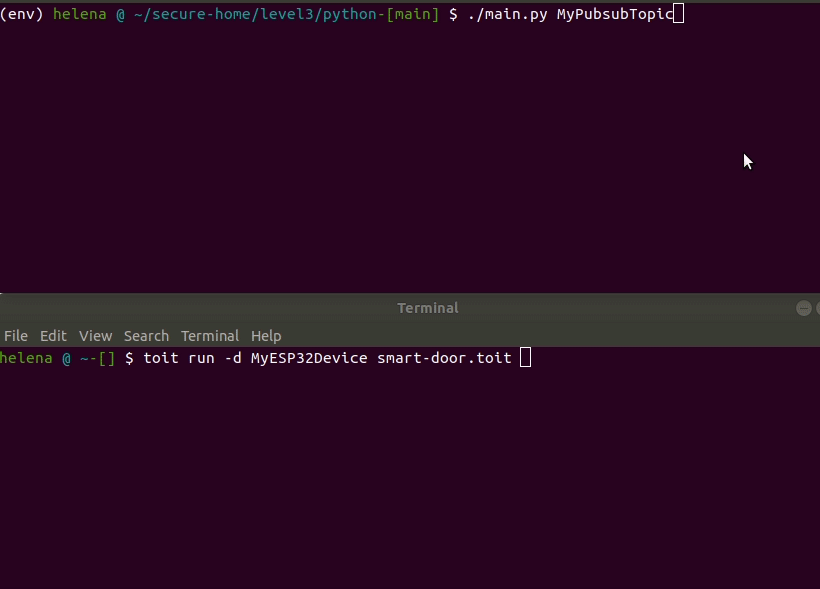 (env) helena @ ~/secure-home/level3/python-[main] $ ./main.py MyPubsubTopic
Terminal
File Edit View Search Terminal Help
helena @ ~-[] $ toit run -d MyESP32Device smart-door.toit